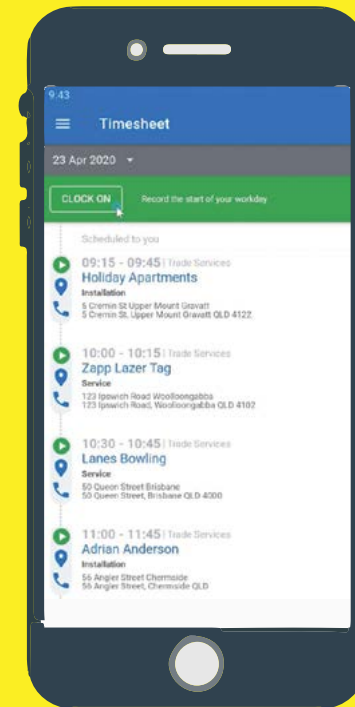 9:43
Timesheet
23 Apr 2020
CLOCK ON Record the start of your workday
Scheduled to you
09:15 - 09:45 | Trade Services
Holiday Apartments
Installation
5 Cremin St Upper Mount Gravatt
5 Cremin St, Upper Mount Gravatt QLD 4122
10:00 - 10:15 | Trade Services
Zapp Lazer Tag
Service
123 Ipswich Road Woolloongabba
123 Ipswich Road, Woolloongabba QLD 4102
10:30 - 10:45 | Trade Services
Lanes Bowling
Service
50 Queen Street Brisbane
50 Queen Street, Brisbane QLD 4000
11:00 - 11:45 | Trade Services
Adrian Anderson
Installation
56 Angler Street Chermside
56 Angler Street, Chermside QLD